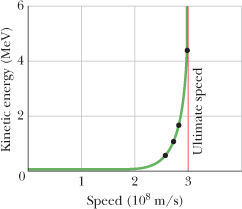 Kinetic energy (MeV)
6
4
2
0
1
2
3
Ultimate speed
Speed (10⁸ m/s)